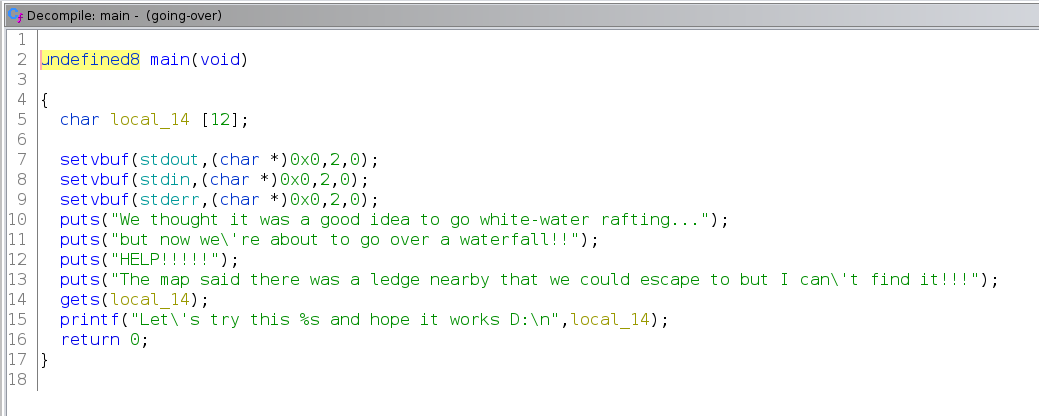 Decompile: main - (going-over)
1
2 undefined8 main(void)
3
4 {
5 char local_14 [12];
6
7 setvbuf(stdout,(char *)0x0,2,0);
8 setvbuf(stdin,(char *)0x0,2,0);
9 setvbuf(stderr,(char *)0x0,2,0);
10 puts("We thought it was a good idea to go white-water rafting...");
11 puts("but now we\'re about to go over a waterfall!!");
12 puts("HELP!!!!!");
13 puts("The map said there was a ledge nearby that we could escape to but I can\'t find it!!!");
14 gets(local_14);
15 printf("Let\'s try this %s and hope it works D:\n",local_14);
16 return 0;
17 }
18